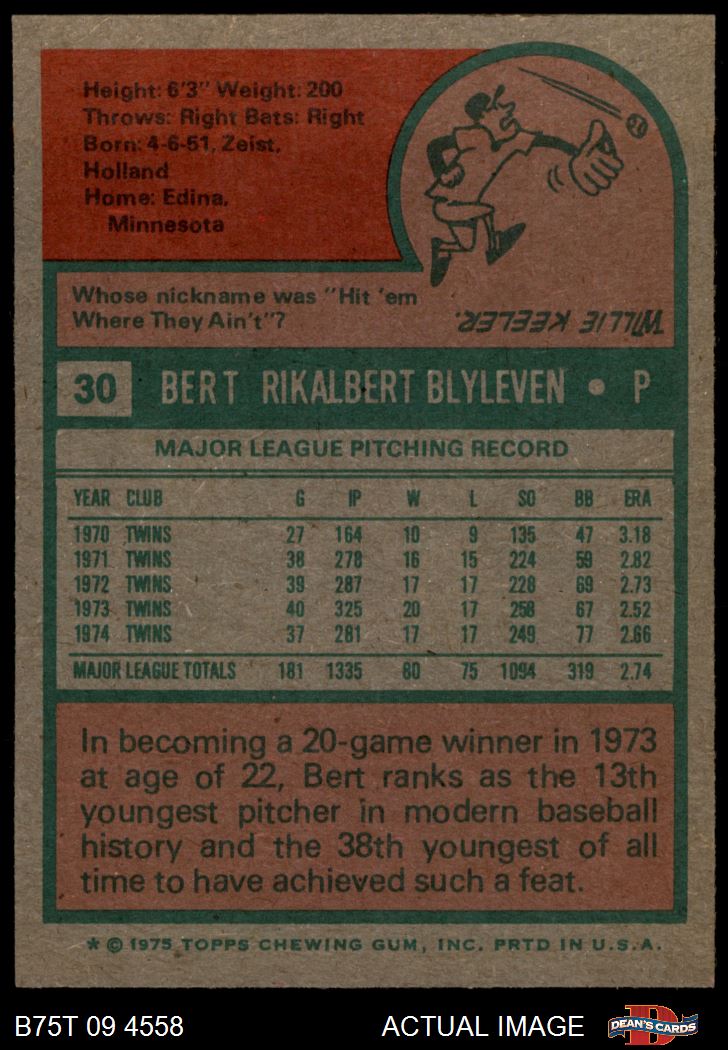 Height: 6'3" Weight: 200
Throws: Right Bats: Right
Born: 4-6-51, Zeist,
Holland
Home: Edina,
Minnesota
Whose nickname was "Hit 'em
Where They Ain't"?
WILLIE KEELER.
30 BERT RIKALBERT BLYLEVEN • P
MAJOR LEAGUE PITCHING RECORD
YEAR CLUB G IP W L SO BB ERA
1970 TWINS 27 164 10 9 135 47 3.18
1971 TWINS 38 278 16 15 224 59 2.82
1972 TWINS 39 287 17 17 228 69 2.73
1973 TWINS 40 325 20 17 258 67 2.52
1974 TWINS 37 281 17 17 249 77 2.66
MAJOR LEAGUE TOTALS 181 1335 80 75 1094 319 2.74
In becoming a 20-game winner in 1973
at age of 22, Bert ranks as the 13th
youngest pitcher in modern baseball
history and the 38th youngest of all
time to have achieved such a feat.
* © 1975 TOPPS CHEWING GUM, INC. PRTD IN U.S.A.
B75T 09 4558 ACTUAL IMAGE D DEAN'S CARDS